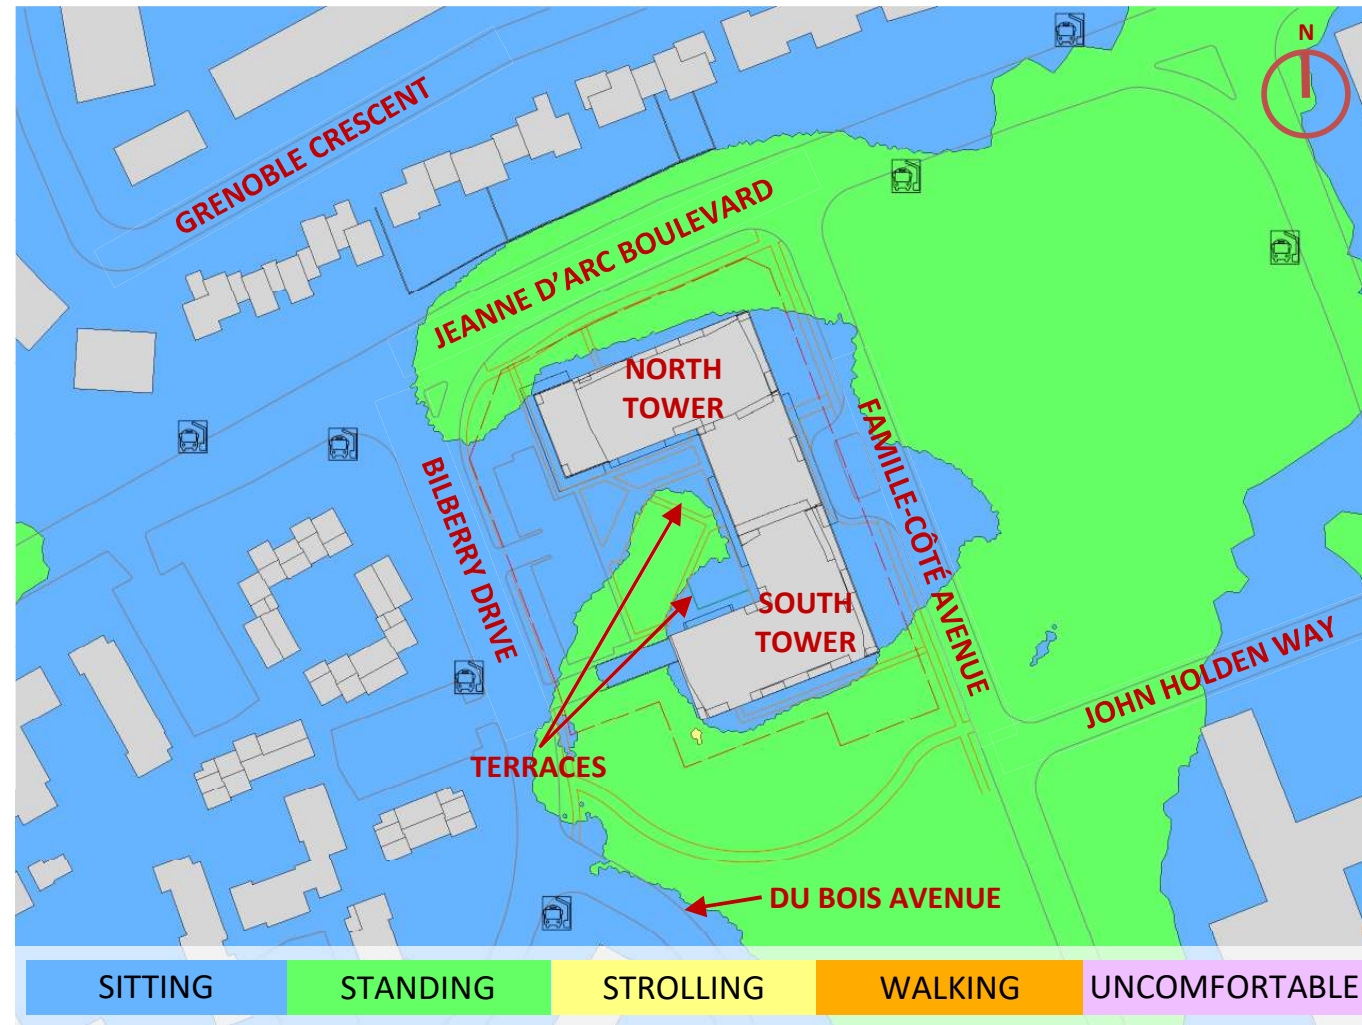 N
GRENOBLE CRESCENT
JEANNE D'ARC BOULEVARD
NORTH
TOWER
FAMILLE-CÔTÉ AVENUE
BILBERRY DRIVE
SOUTH
TOWER
JOHN HOLDEN WAY
TERRACES
DU BOIS AVENUE
SITTING
STANDING
STROLLING
WALKING
UNCOMFORTABLE